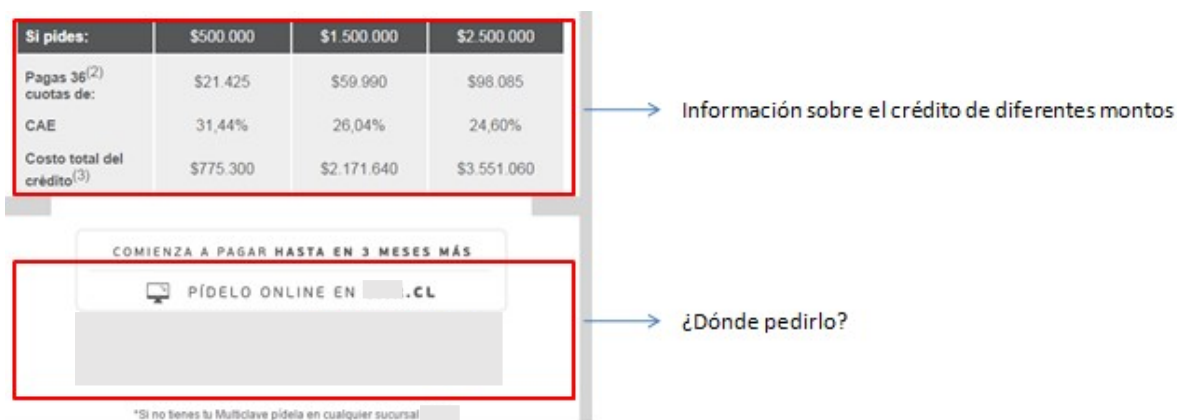 Si pides: $500.000 $1.500.000 $2.500.000
Pagas 36(2)
cuotas de: $21.425 $59.990 $98.085
CAE 31,44% 26,04% 24,60%
Costo total del
crédito(3) $775.300 $2.171.640 $3.551.060
Información sobre el crédito de diferentes montos
COMIENZA A PAGAR HASTA EN 3 MESES MÁS
PÍDELO ONLINE EN .CL
¿Dónde pedirlo?
*Si no tienes tu Multiclave pídela en cualquier sucursal